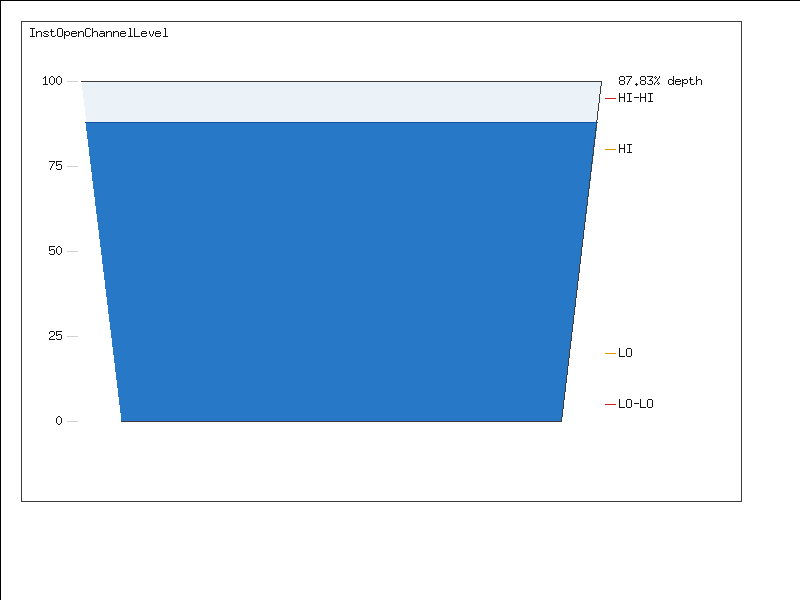 InstOpenChannelLevel
100
87.83% depth
HI-HI
HI
75
50
25
LO
LO-LO
0